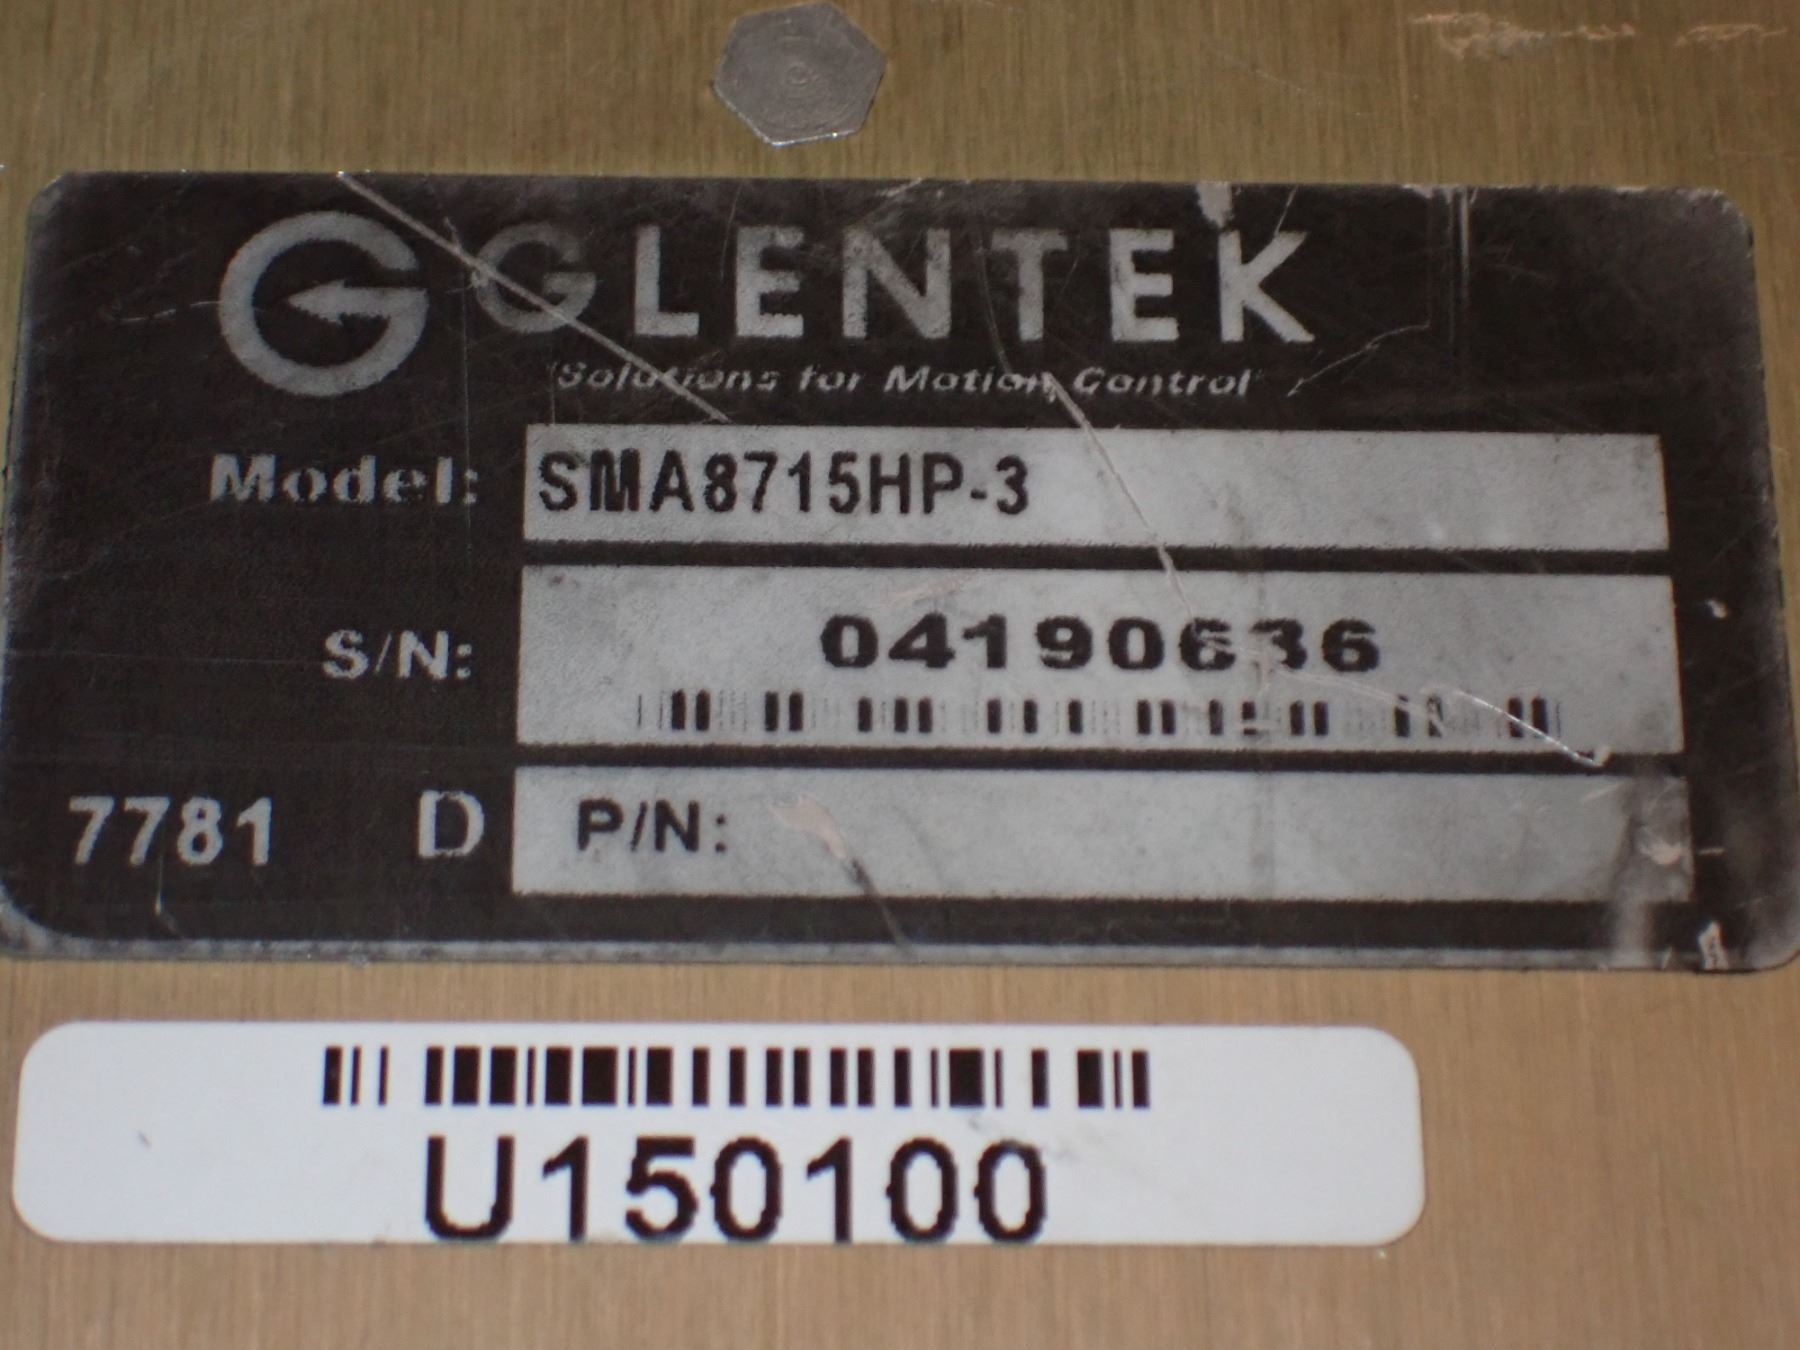 GLENTEK
"Solutions for Motion Control"
Model: SMA8715HP-3
S/N: 04190636
7781 D P/N:
U150100